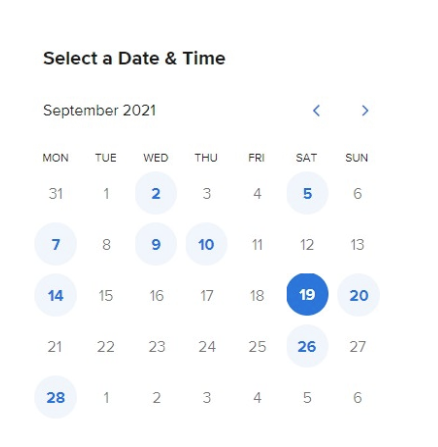 Select a Date & Time
September 2021
MON TUE WED THU FRI SAT SUN
31 1 2 3 4 5 6
7 8 9 10 11 12 13
14 15 16 17 18 19 20
21 22 23 24 25 26 27
28 1 2 3 4 5 6